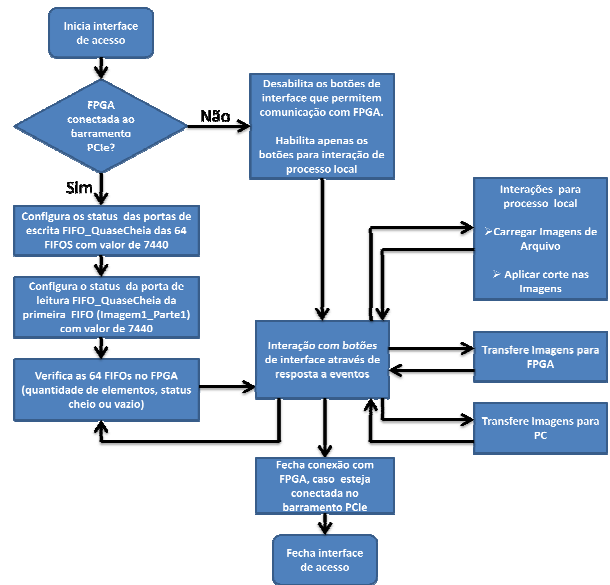 Inicia interface
de acesso
FPGA
conectada ao
barramento
PCIe?
Não
Sim
Desabilita os botões de
interface que permitem
comunicação com FPGA.
Habilita apenas os
botões para interação de
processo local
Configura os status das portas de
escrita FIFO_QuaseCheia das 64
FIFOS com valor de 7440
Configura o status da porta de
leitura FIFO_QuaseCheia da
primeira FIFO (Imagem1_Parte1)
com valor de 7440
Verifica as 64 FIFOs no FPGA
(quantidade de elementos, status
cheio ou vazio)
Interação com botões
de interface através de
resposta a eventos
Interações para
processo local
➢Carregar Imagens de
Arquivo
➢ Aplicar corte nas
Imagens
Transfere Imagens para
FPGA
Transfere Imagens para
PC
Fecha conexão com
FPGA, caso esteja
conectada no
barramento PCIe
Fecha interface
de acesso